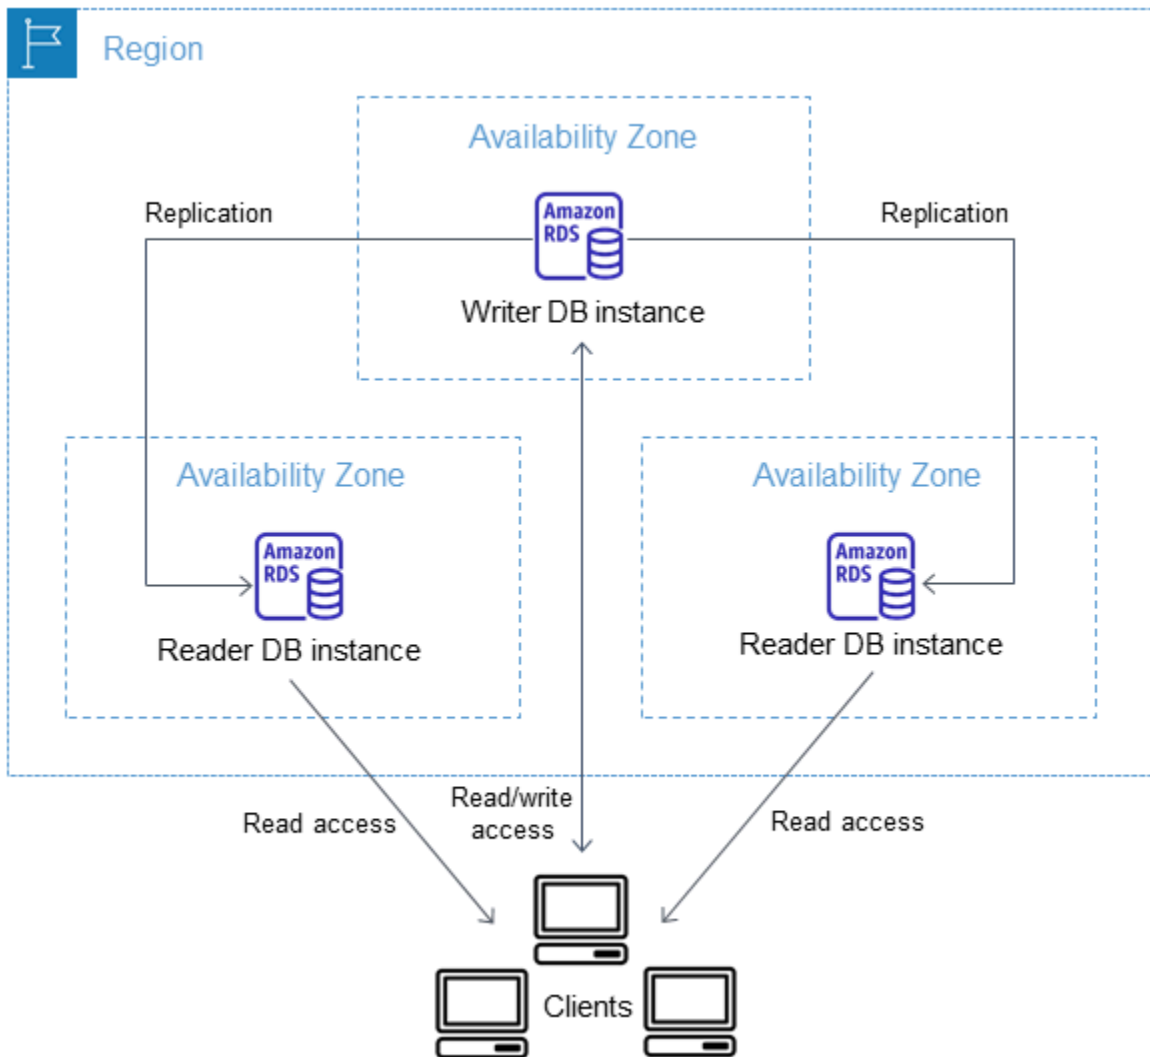 Region
Availability Zone
Replication
Amazon
RDS
Replication
Writer DB instance
Availability Zone
Amazon
RDS
Reader DB instance
Availability Zone
Amazon
RDS
Reader DB instance
Read access
Read/write
access
Read access
Clients